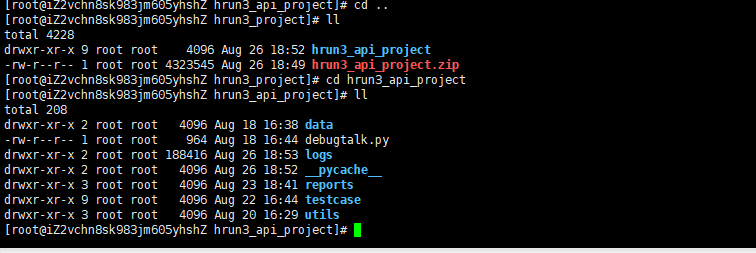 [root@iZ2vchn8sk983jm605yhshZ hrun3_api_project]# cd ..
[root@iZ2vchn8sk983jm605yhshZ hrun3_project]# ll
total 4228
drwxr-xr-x 9 root root    4096 Aug 26 18:52 hrun3_api_project
-rw-r--r-- 1 root root 4323545 Aug 26 18:49 hrun3_api_project.zip
[root@iZ2vchn8sk983jm605yhshZ hrun3_project]# cd hrun3_api_project
[root@iZ2vchn8sk983jm605yhshZ hrun3_api_project]# ll
total 208
drwxr-xr-x 2 root root   4096 Aug 18 16:38 data
-rw-r--r-- 1 root root    964 Aug 18 16:44 debugtalk.py
drwxr-xr-x 2 root root 188416 Aug 26 18:53 logs
drwxr-xr-x 2 root root   4096 Aug 26 18:52 __pycache__
drwxr-xr-x 3 root root   4096 Aug 23 18:41 reports
drwxr-xr-x 9 root root   4096 Aug 22 16:44 testcase
drwxr-xr-x 3 root root   4096 Aug 20 16:29 utils
[root@iZ2vchn8sk983jm605yhshZ hrun3_api_project]#